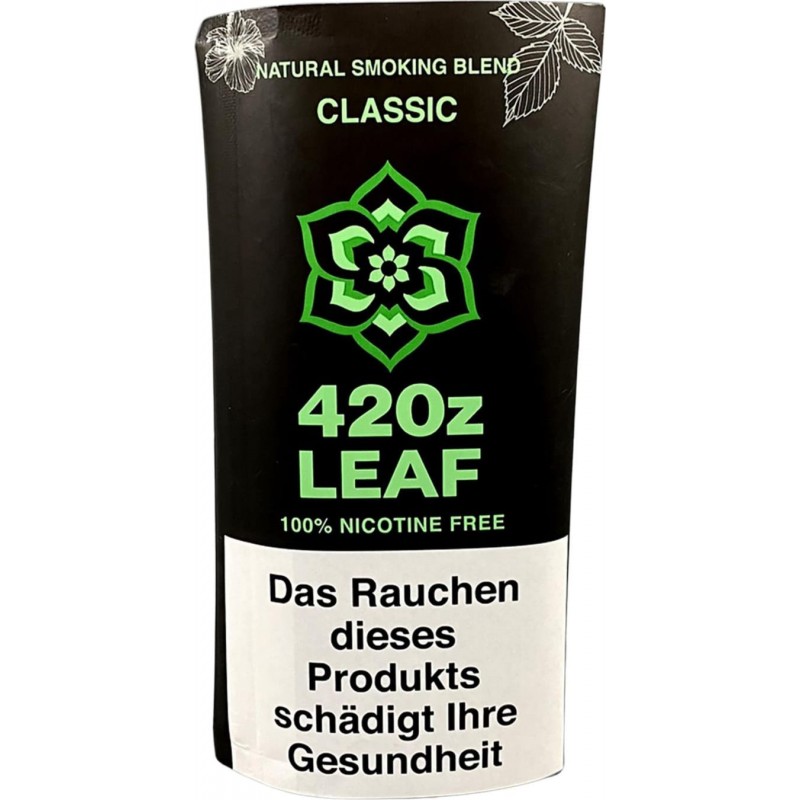 NATURAL SMOKING BLEND
CLASSIC
420z
LEAF
100% NICOTINE FREE
Das Rauchen
dieses
Produkts
schädigt Ihre
Gesundheit